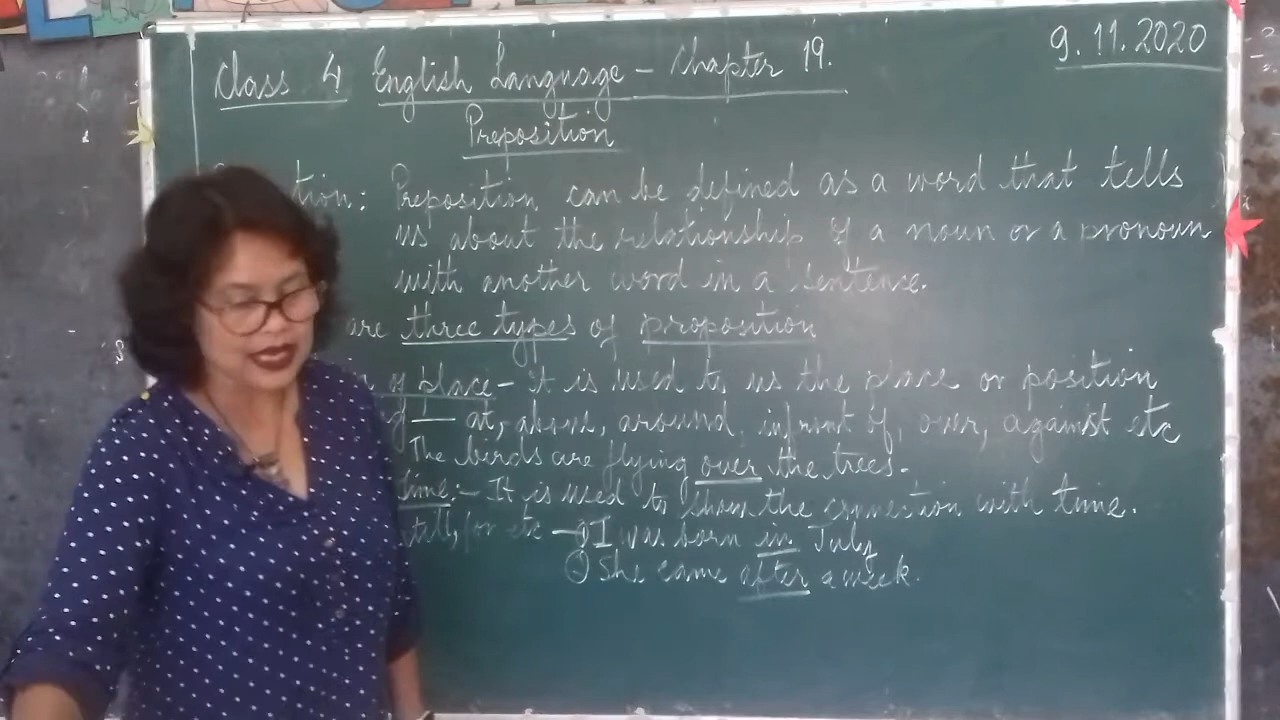 Class 4 English Language - Chapter 19.
9.11.2020
Preposition
tion: Preposition can be defined as a word that tells
us about the relationship of a noun or a pronoun
with another word in a sentence.
are three types of proposition
of place - it is used to us the place or position
g - at, above, around, infront of, over, against etc
The birds are flying over the trees.
time:- It is used to show the connection with time.
till, for etc - ① I was born in July
② She came after a week.